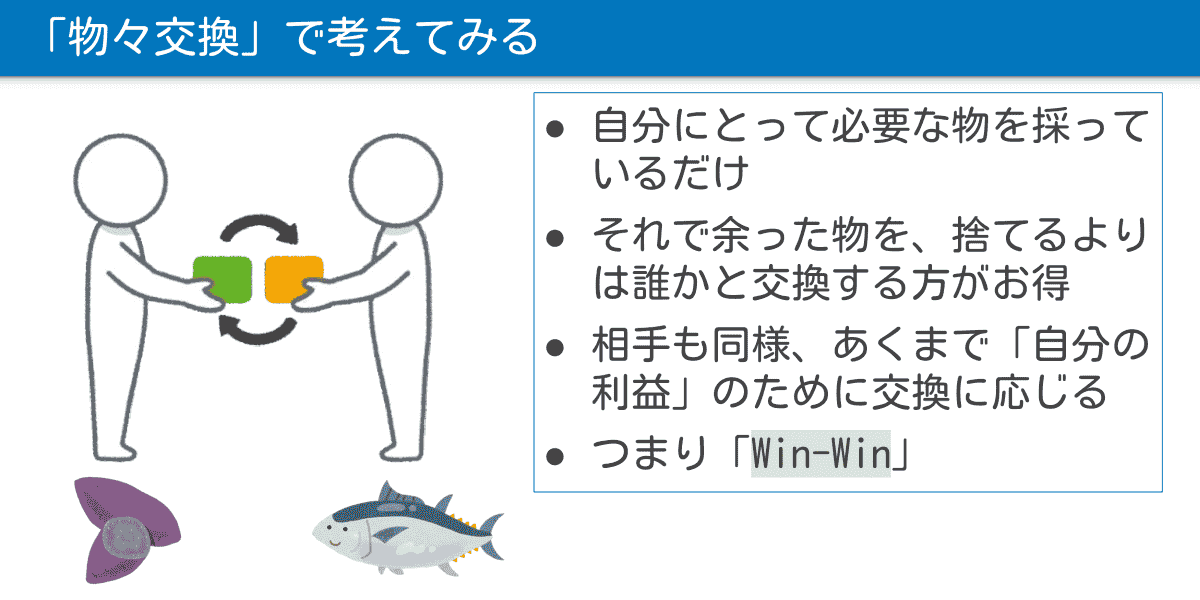 「物々交換」で考えてみる
● 自分にとって必要な物を採って
いるだけ
● それで余った物を、捨てるより
は誰かと交換する方がお得
● 相手も同様、あくまで「自分の
利益」のために交換に応じる
● つまり「Win-Win」